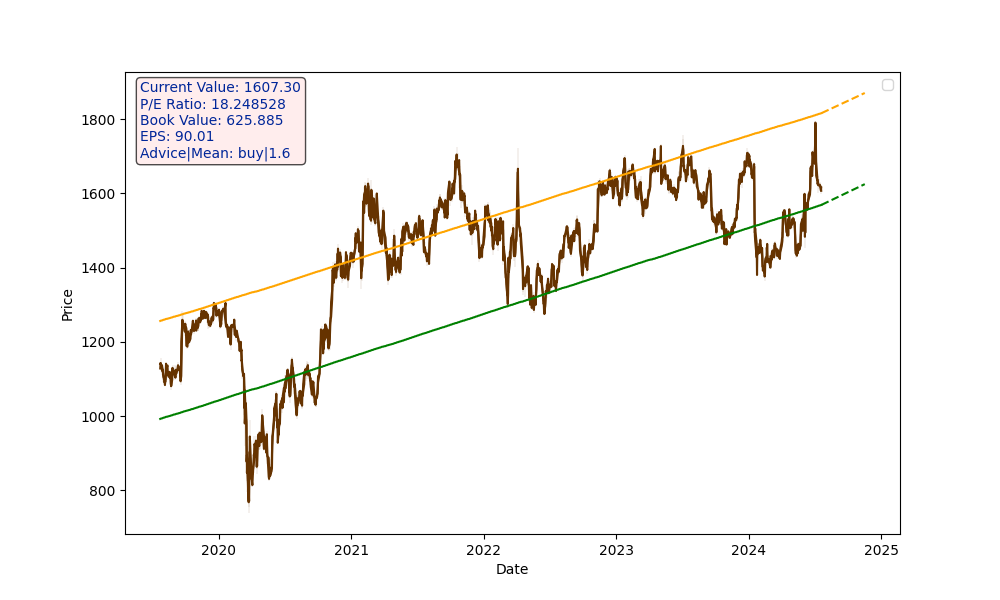 Current Value: 1607.30
P/E Ratio: 18.248528
Book Value: 625.885
EPS: 90.01
Advice|Mean: buy|1.6
1800
1600
1400
1200
1000
800
Price
2020 2021 2022 2023 2024 2025
Date